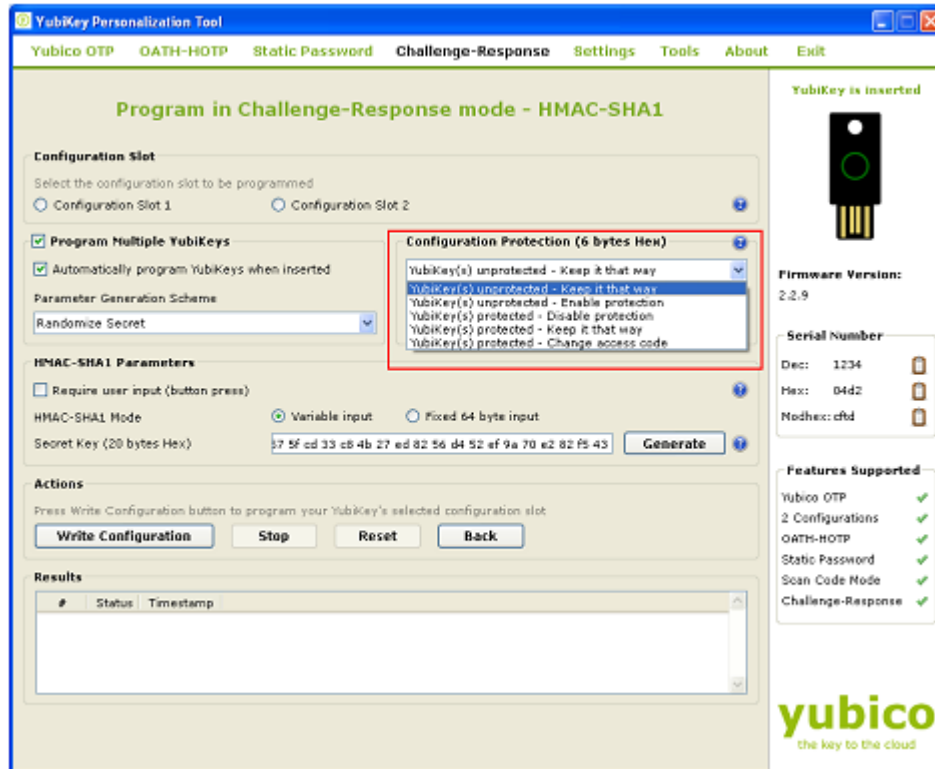 YubiKey Personalization Tool
Yubico OTP OATH-HOTP Static Password Challenge-Response Settings Tools About Exit
Program in Challenge-Response mode - HMAC-SHA1
Configuration Slot
Select the configuration slot to be programmed
Configuration Slot 1 Configuration Slot 2
Program Multiple YubiKeys
Automatically program YubiKeys when inserted
Parameter Generation Scheme
Randomize Secret
Configuration Protection (6 bytes Hex)
YubiKey(s) unprotected - Keep it that way
YubiKey(s) unprotected - Keep it that way
YubiKey(s) unprotected - Enable protection
YubiKey(s) protected - Disable protection
YubiKey(s) protected - Keep it that way
YubiKey(s) protected - Change access code
HMAC-SHA1 Parameters
Require user input (button press)
HMAC-SHA1 Mode Variable input Fixed 64 byte input
Secret Key (20 bytes Hex) 5f cd 33 c8 4b 27 ed 82 56 d4 52 ef 9a 70 e2 82 f5 43 Generate
Actions
Press Write Configuration button to program your YubiKey's selected configuration slot
Write Configuration Stop Reset Back
Results
# Status Timestamp
YubiKey is inserted
Firmware Version:
2.2.9
Serial Number
Dec: 1234
Hex: 04d2
Modhex: cftd
Features Supported
Yubico OTP
2 Configurations
OATH-HOTP
Static Password
Scan Code Mode
Challenge-Response
yubico
the key to the cloud